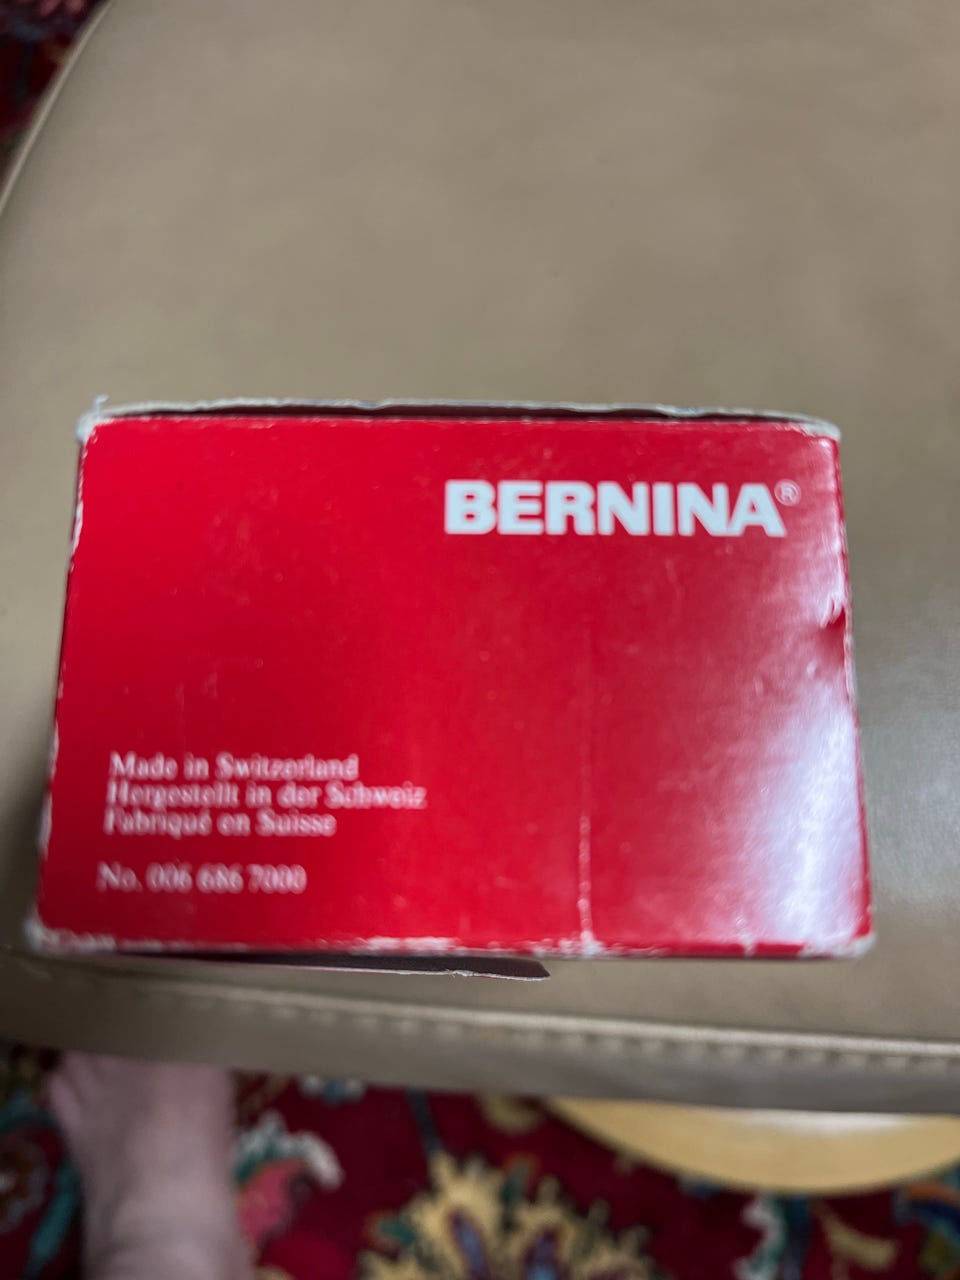 BERNINA®
Made in Switzerland
Hergestellt in der Schweiz
Fabriqué en Suisse
No. 006 686 7000